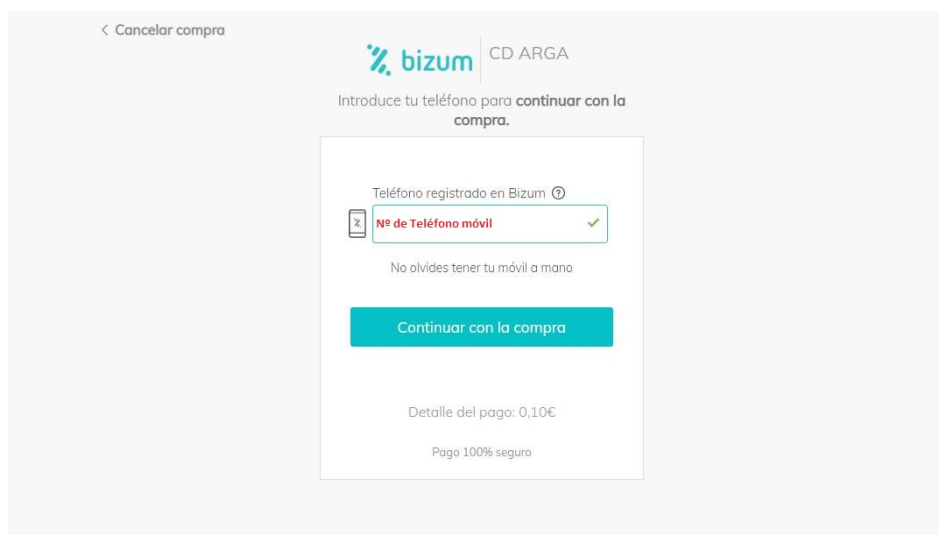 < Cancelar compra
bizum
CD ARGA
Introduce tu teléfono para continuar con la
compra.
Teléfono registrado en Bizum ?
Nº de Teléfono móvil
No olvides tener tu móvil a mano
Continuar con la compra
Detalle del pago: 0,10€
Pago 100% seguro